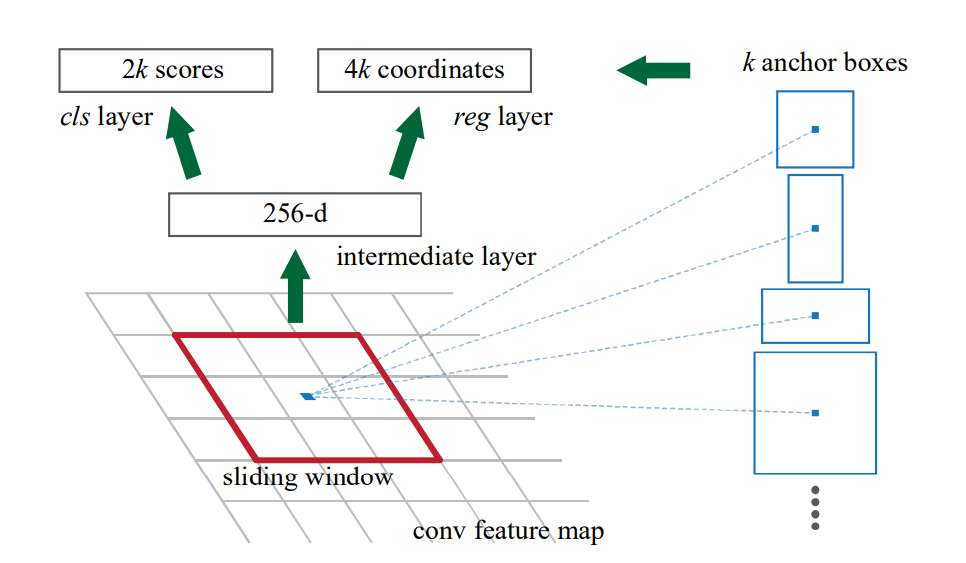 2k scores
4k coordinates
k anchor boxes
cls layer
reg layer
256-d
intermediate layer
sliding window
conv feature map